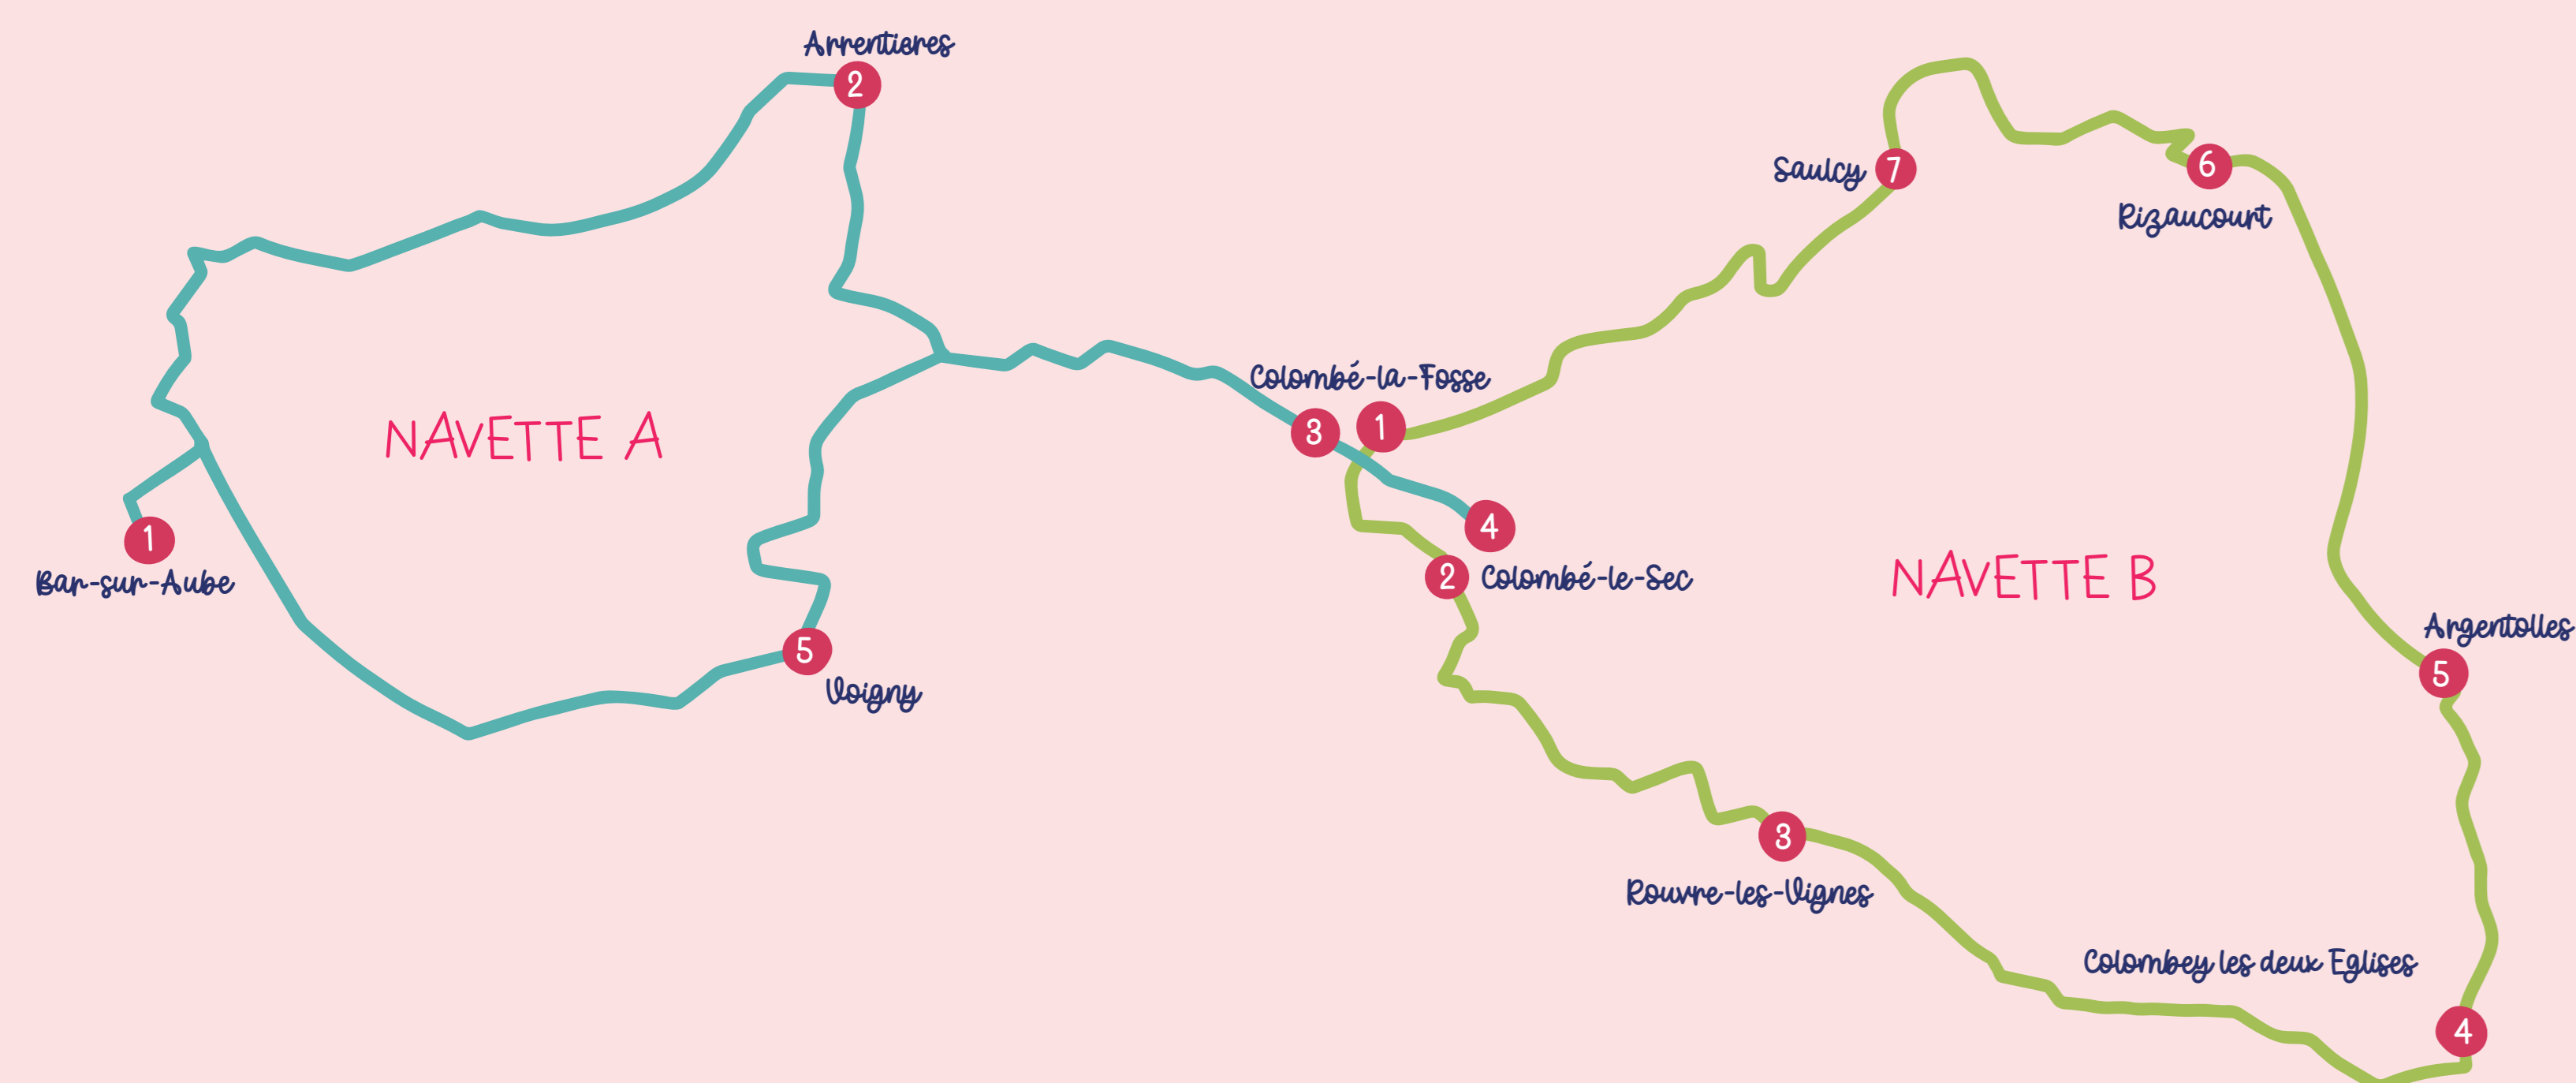 Arrentieres
2
Saulcy
7
6
Rizaucourt
Colombé-la-Fosse
NAVETTE A
3
1
1
Bar-sur-Aube
4
2
Colombé-le-Sec
NAVETTE B
Argentolles
5
5
Voigny
3
Rouvre-les-Vignes
Colombey les deux Eglises
4